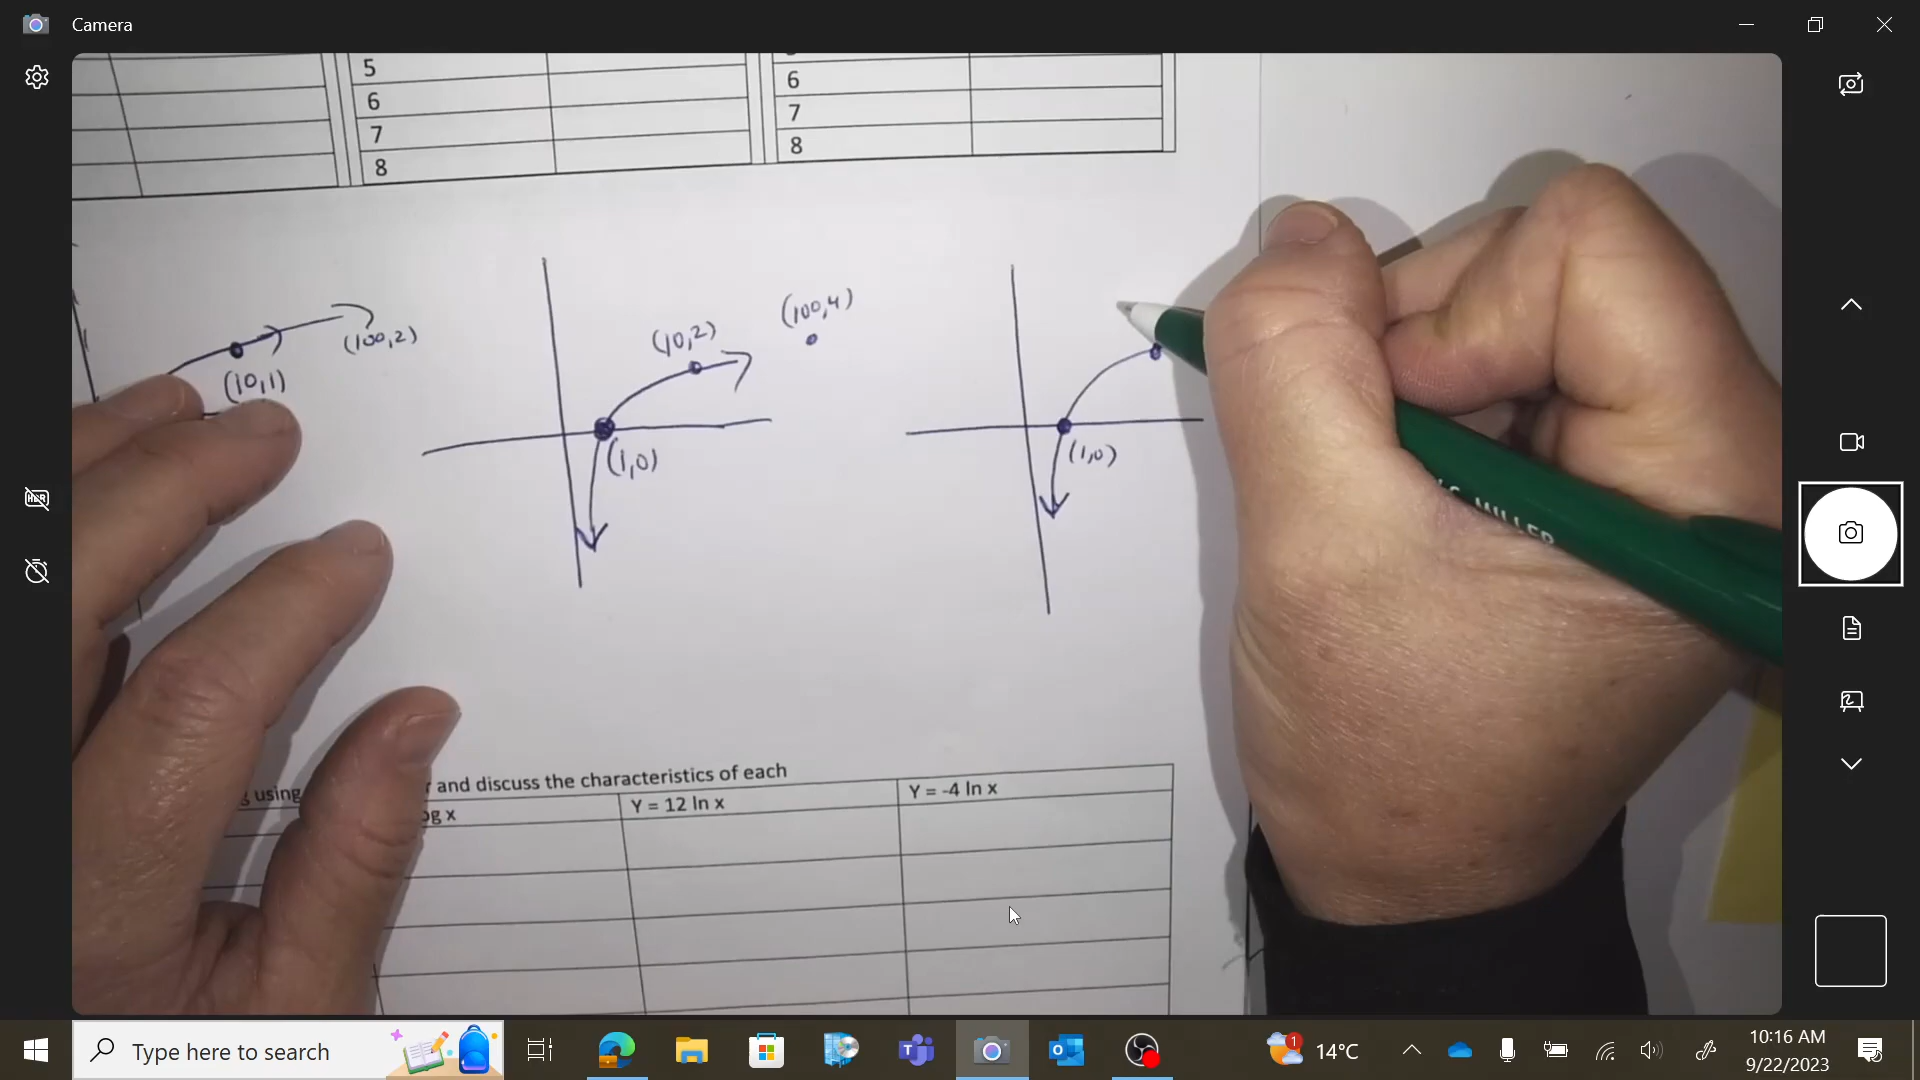 Camera
5
6
7
8
6
7
8
(10,1)
(100,2)
(1,0)
(10,2)
(100,4)
(1,0)
using
and discuss the characteristics of each
og x
Y = 12 ln x
Y = -4 ln x
Type here to search
1
14°C
10:16 AM
9/22/2023